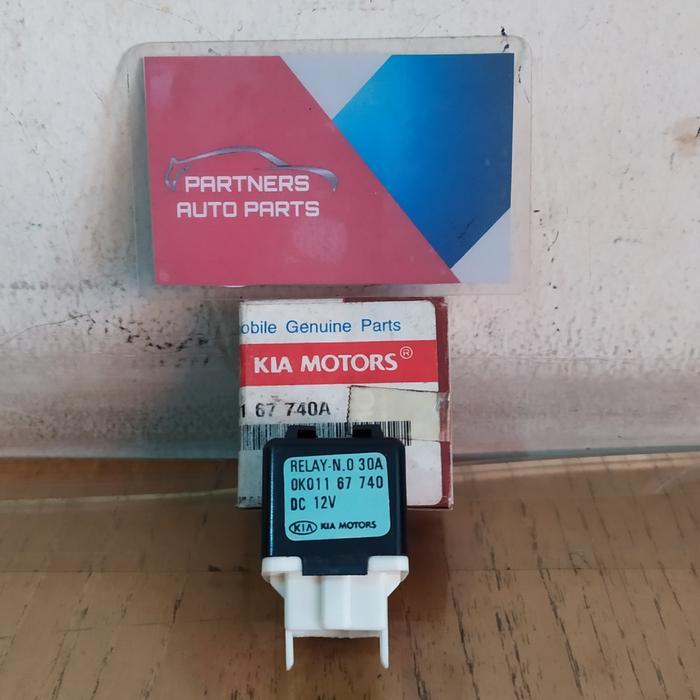 PARTNERS
AUTO PARTS
obile Genuine Parts
KIA MOTORS®
1 67 740A
RELAY-N.O 30A
0K011 67 740
DC 12V
KIA KIA MOTORS